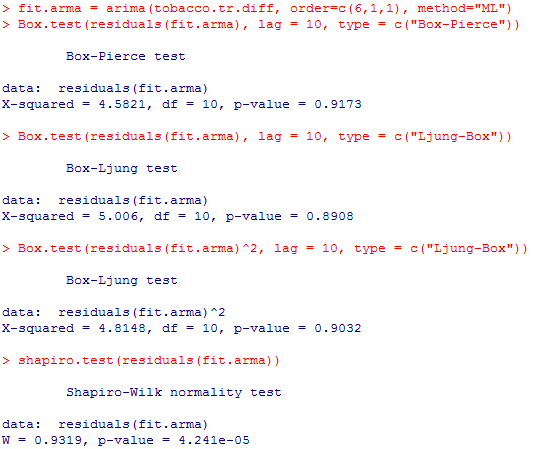 > fit.arma = arima(tobacco.tr.diff, order=c(6,1,1), method="ML")
> Box.test(residuals(fit.arma), lag = 10, type = c("Box-Pierce"))
Box-Pierce test
data:  residuals(fit.arma)
X-squared = 4.5821, df = 10, p-value = 0.9173
> Box.test(residuals(fit.arma), lag = 10, type = c("Ljung-Box"))
Box-Ljung test
data:  residuals(fit.arma)
X-squared = 5.006, df = 10, p-value = 0.8908
> Box.test(residuals(fit.arma)^2, lag = 10, type = c("Ljung-Box"))
Box-Ljung test
data:  residuals(fit.arma)^2
X-squared = 4.8148, df = 10, p-value = 0.9032
> shapiro.test(residuals(fit.arma))
Shapiro-Wilk normality test
data:  residuals(fit.arma)
W = 0.9319, p-value = 4.241e-05